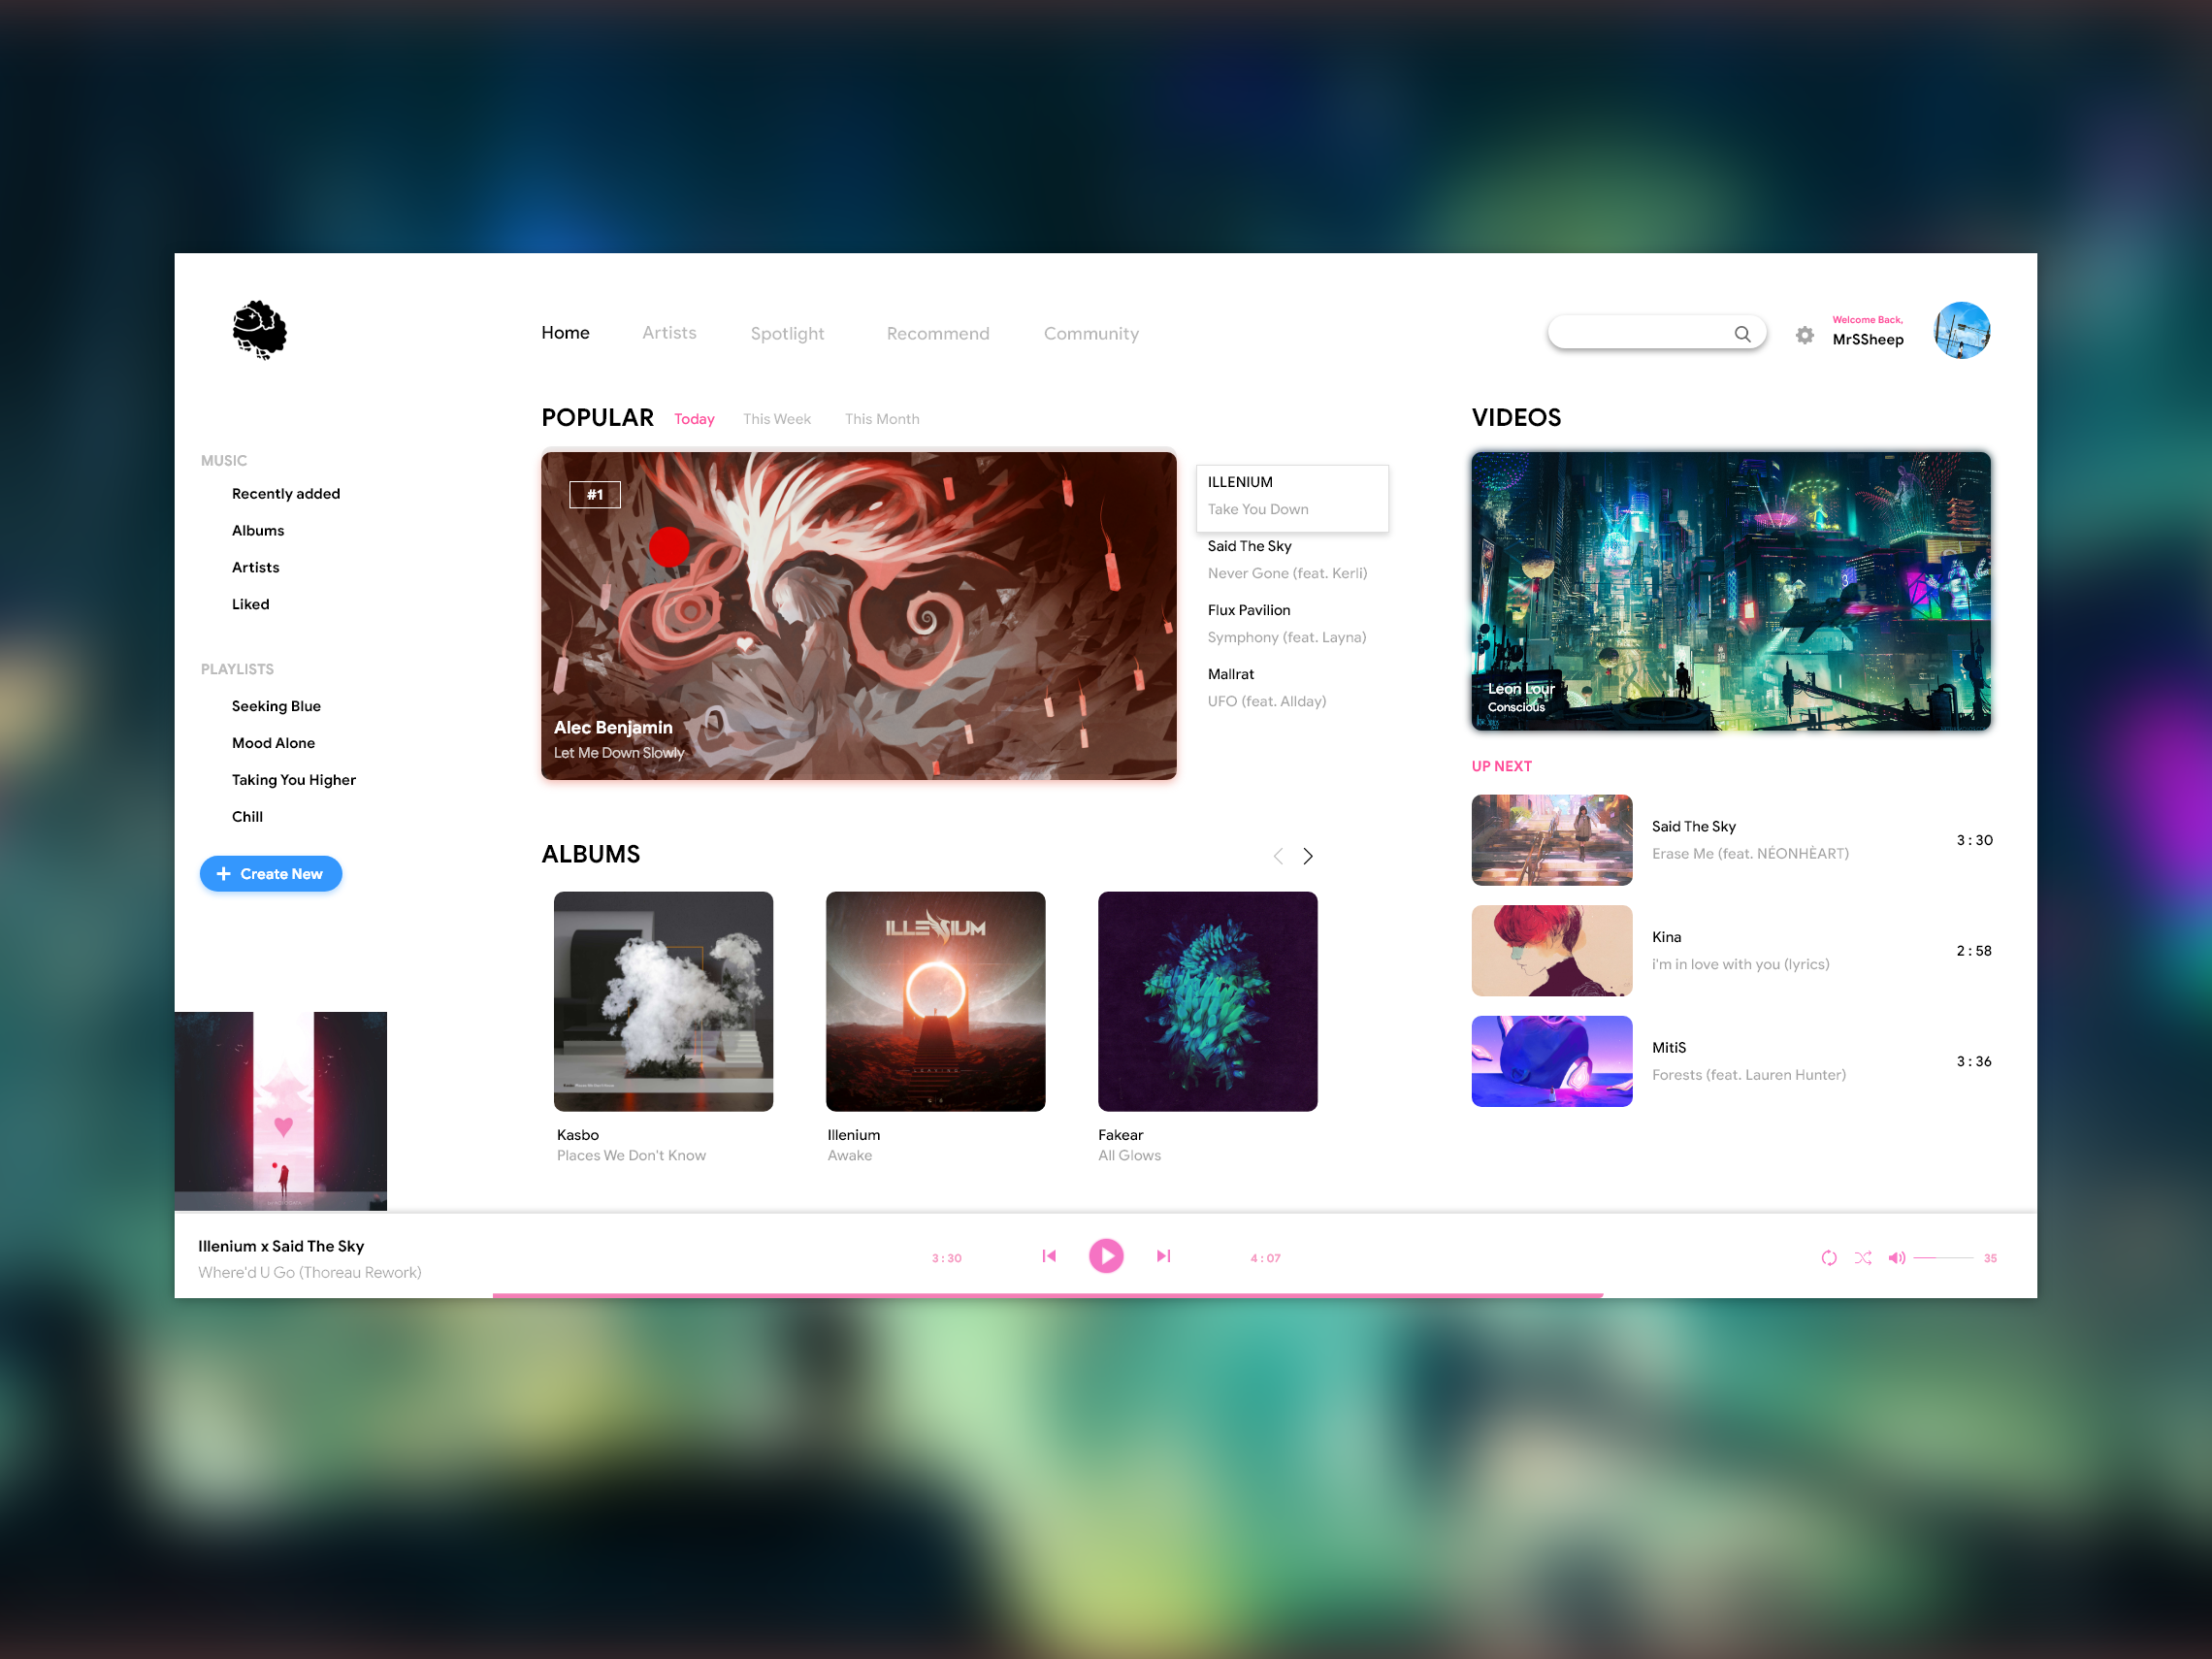 Home
Artists
Spotlight
Recommend
Community
Welcome Back,
MrSSheep
MUSIC
Recently added
Albums
Artists
Liked
PLAYLISTS
Seeking Blue
Mood Alone
Taking You Higher
Chill
Create New
POPULAR
Today
This Week
This Month
#1
Alec Benjamin
Let Me Down Slowly
ILLENIUM
Take You Down
Said The Sky
Never Gone (feat. Kerli)
Flux Pavilion
Symphony (feat. Layna)
Mallrat
UFO (feat. Allday)
ALBUMS
ILLENIUM
Kasbo
Places We Don't Know
Illenium
Awake
Fakear
All Glows
VIDEOS
3
Leon Lour
Conscious
UP NEXT
Said The Sky
Erase Me (feat. NÉONHÈART)
3 : 30
Kina
i'm in love with you (lyrics)
2 : 58
MitiS
Forests (feat. Lauren Hunter)
3 : 36
Illenium x Said The Sky
Where'd U Go (Thoreau Rework)
3 : 30
4 : 07
35